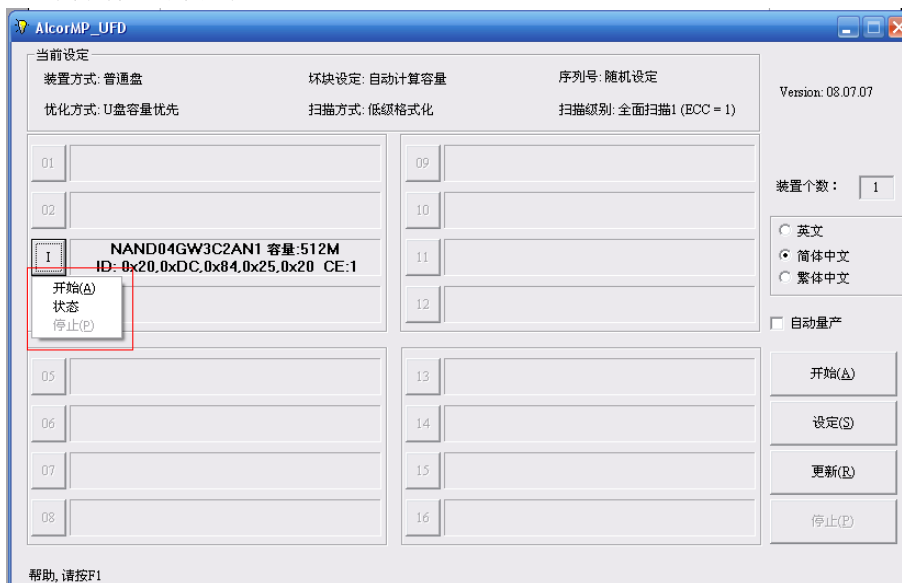 AlcorMP_UFD
当前设定
装置方式: 普通盘 坏块设定: 自动计算容量 序列号: 随机设定
优化方式: U盘容量优先 扫描方式: 低级格式化 扫描级别: 全面扫描1 (ECC = 1)
Version: 08.07.07
01
09
02
10
装置个数： 1
I NAND04GW3C2AN1 容量:512M
ID: 0x20,0xDC,0x84,0x25,0x20 CE:1
11
英文
简体中文
繁体中文
开始(A)
状态
停止(P)
12
自动量产
05
13
开始(A)
06
14
设定(S)
07
15
更新(R)
08
16
停止(P)
帮助, 请按F1